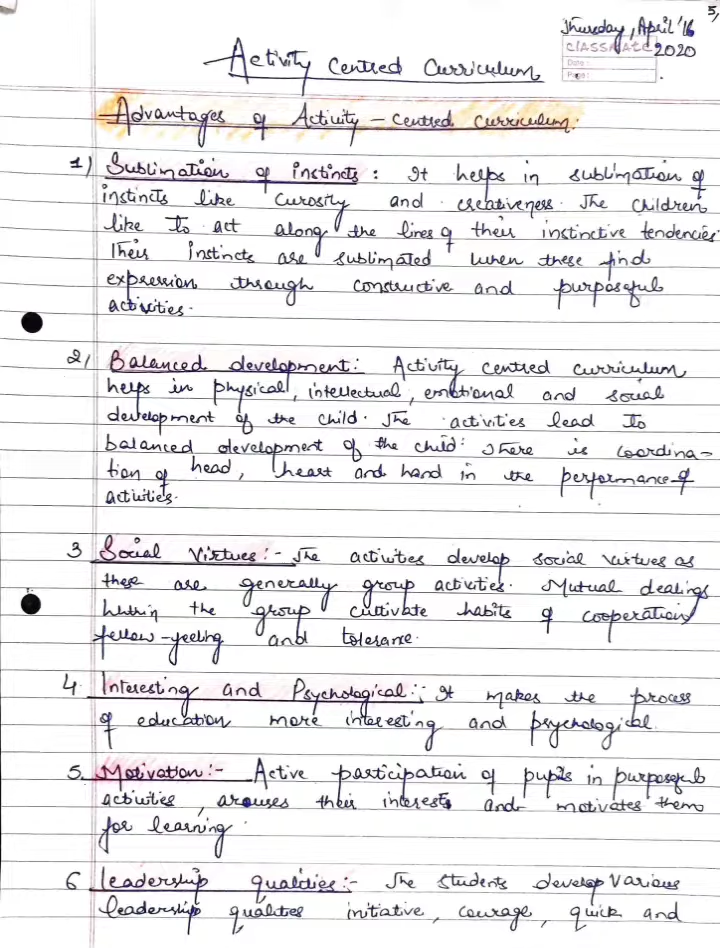 5,
Thursday, April '16
CLASSMATE 2020
Date :
Page :
Activity Centred Curriculum
Advantages of Activity – centred curriculum:
1) Sublimation of instincts : It helps in sublimation of
instincts like curosity and creativeness. The children
like to act along the lines of their instinctive tendencies.
Their instincts are sublimated when these find
expression through constructive and purposeful
activities.
2, Balanced development: Activity centred curriculum
helps in physical, intellectual, emotional and social
development of the child. The activities lead to
balanced development of the child: There is coordina-
tion of head, heart and hand in the performance of
activities.
3 Social Virtues :- The activities develop social virtues as
these are generally group activities. Mutual dealings
within the group cultivate habits of cooperation,
fellow-feeling and tolerance.
4. Interesting and Psychological :- It makes the process
of education more interesting and psychological.
5. Motivation :- Active participation of pupils in purposeful
activities, arouses their interests and motivates them
for learning.
6 Leadership qualities :- The students develop various
leadership qualities initiative, courage, quick and